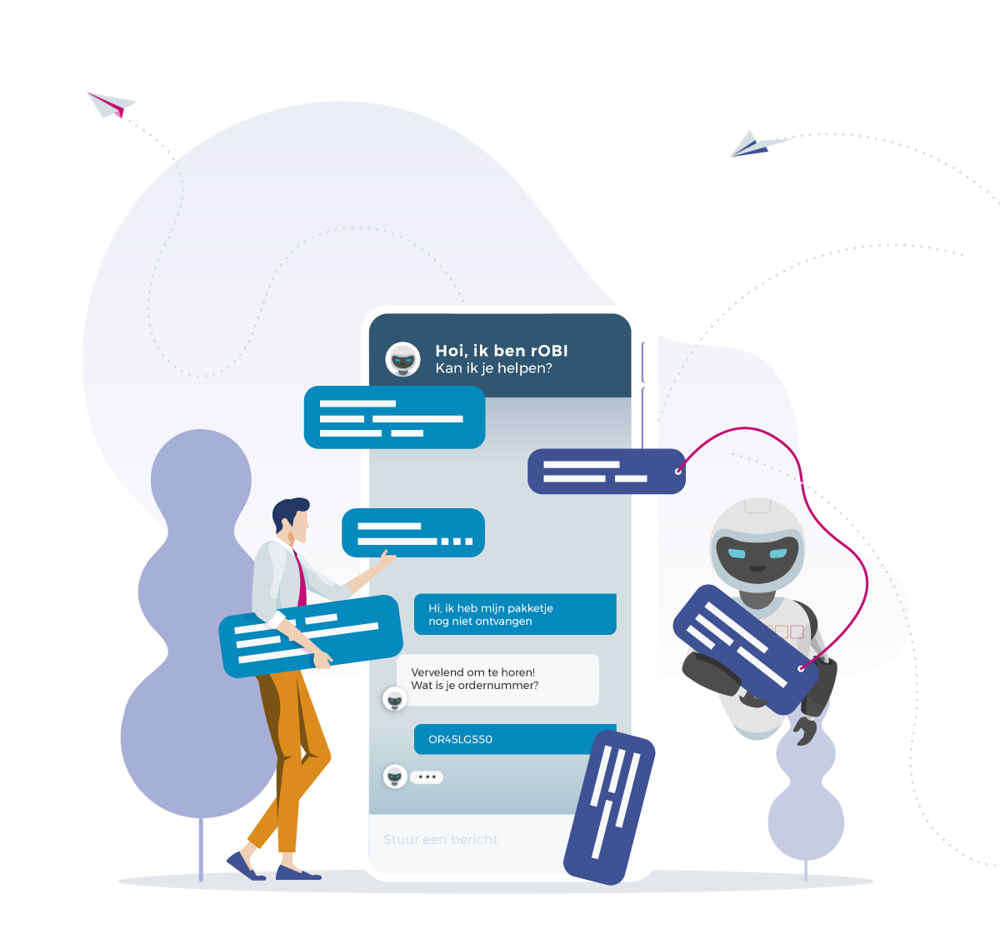 Hoi, ik ben rOBI
Kan ik je helpen?
Hi, ik heb mijn pakketje
nog niet ontvangen
Vervelend om te horen!
Wat is je ordernummer?
OR45LG550
Stuur een bericht